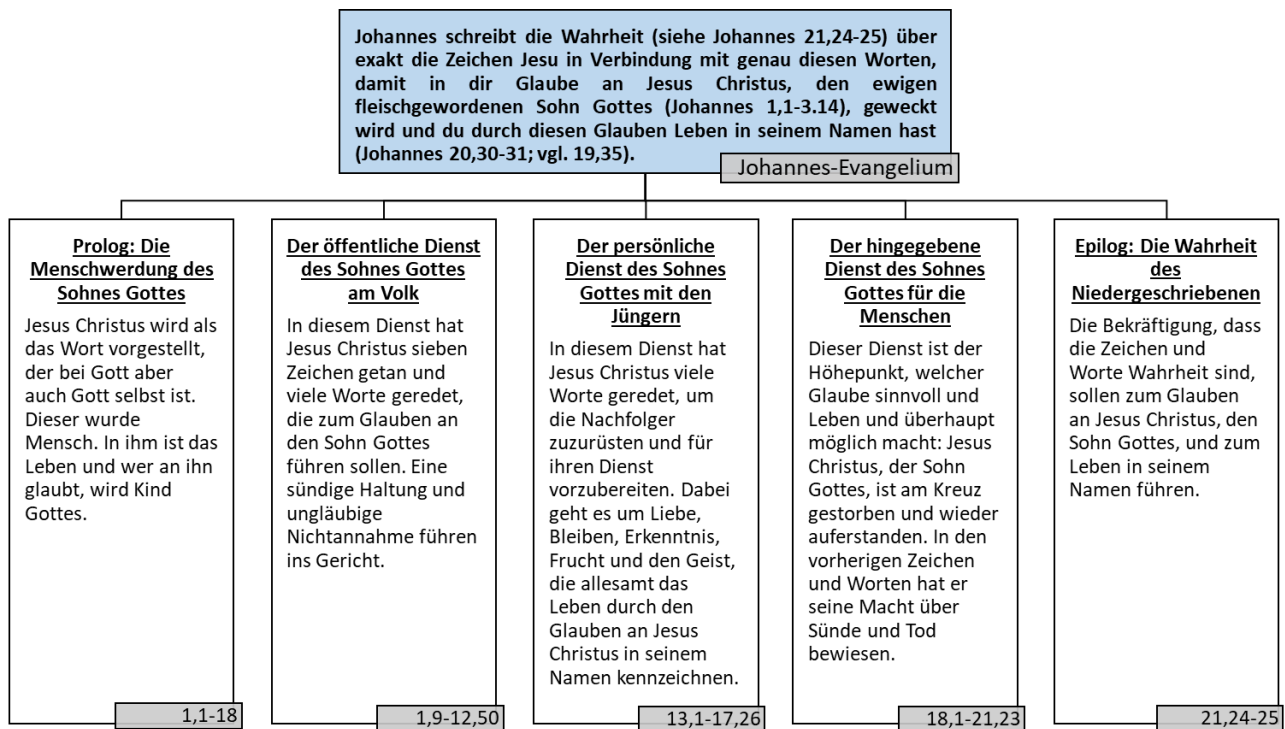 Johannes schreibt die Wahrheit (siehe Johannes 21,24-25) über
exakt die Zeichen Jesu in Verbindung mit genau diesen Worten,
damit in dir Glaube an Jesus Christus, den ewigen
fleischgewordenen Sohn Gottes (Johannes 1,1-3.14), geweckt
wird und du durch diesen Glauben Leben in seinem Namen hast
(Johannes 20,30-31; vgl. 19,35).
Johannes-Evangelium
Prolog: Die
Menschwerdung des
Sohnes Gottes
Jesus Christus wird als
das Wort vorgestellt,
der bei Gott aber
auch Gott selbst ist.
Dieser wurde
Mensch. In ihm ist das
Leben und wer an ihn
glaubt, wird Kind
Gottes.
1,1-18
Der öffentliche Dienst
des Sohnes Gottes
am Volk
In diesem Dienst hat
Jesus Christus sieben
Zeichen getan und
viele Worte geredet,
die zum Glauben an
den Sohn Gottes
führen sollen. Eine
sündige Haltung und
ungläubige
Nichtannahme führen
ins Gericht.
1,9-12,50
Der persönliche
Dienst des Sohnes
Gottes mit den
Jüngern
In diesem Dienst hat
Jesus Christus viele
Worte geredet, um
die Nachfolger
zuzurüsten und für
ihren Dienst
vorzubereiten. Dabei
geht es um Liebe,
Bleiben, Erkenntnis,
Frucht und den Geist,
die allesamt das
Leben durch den
Glauben an Jesus
Christus in seinem
Namen kennzeichnen.
13,1-17,26
Der hingegebene
Dienst des Sohnes
Gottes für die
Menschen
Dieser Dienst ist der
Höhepunkt, welcher
Glaube sinnvoll und
Leben und überhaupt
möglich macht: Jesus
Christus, der Sohn
Gottes, ist am Kreuz
gestorben und wieder
auferstanden. In den
vorherigen Zeichen
und Worten hat er
seine Macht über
Sünde und Tod
bewiesen.
18,1-21,23
Epilog: Die Wahrheit
des
Niedergeschriebenen
Die Bekräftigung, dass
die Zeichen und
Worte Wahrheit sind,
sollen zum Glauben
an Jesus Christus, den
Sohn Gottes, und zum
Leben in seinem
Namen führen.
21,24-25